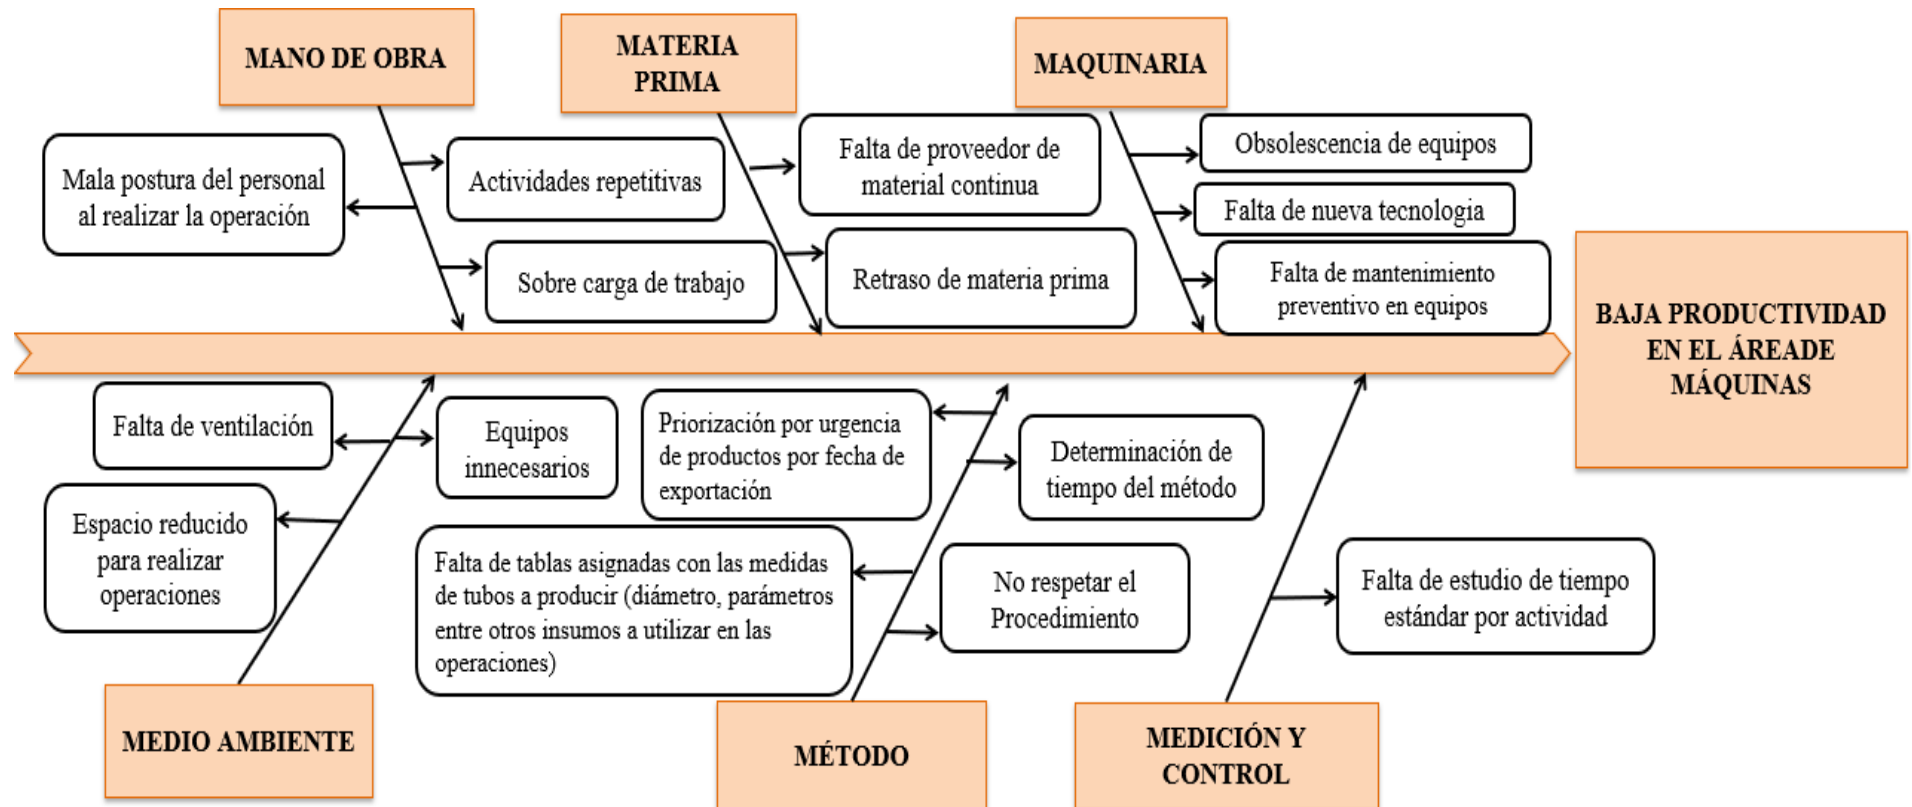 MANO DE OBRA
MATERIA
PRIMA
MAQUINARIA
Mala postura del personal
al realizar la operación
Actividades repetitivas
Sobre carga de trabajo
Falta de proveedor de
material continua
Retraso de materia prima
Obsolescencia de equipos
Falta de nueva tecnologia
Falta de mantenimiento
preventivo en equipos
BAJA PRODUCTIVIDAD
EN EL ÁREADE
MÁQUINAS
Falta de ventilación
Equipos
innecesarios
Espacio reducido
para realizar
operaciones
Priorización por urgencia
de productos por fecha de
exportación
Determinación de
tiempo del método
Falta de tablas asignadas con las medidas
de tubos a producir (diámetro, parámetros
entre otros insumos a utilizar en las
operaciones)
No respetar el
Procedimiento
Falta de estudio de tiempo
estándar por actividad
MEDIO AMBIENTE
MÉTODO
MEDICIÓN Y
CONTROL